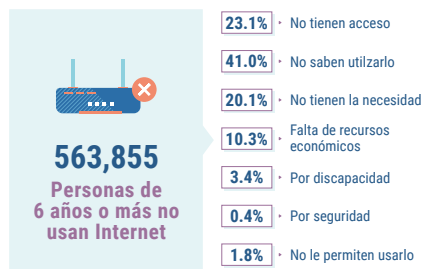 563,855
Personas de
6 años o más no
usan Internet
23.1% No tienen acceso
41.0% No saben utilzarlo
20.1% No tienen la necesidad
10.3% Falta de recursos
económicos
3.4% Por discapacidad
0.4% Por seguridad
1.8% No le permiten usarlo